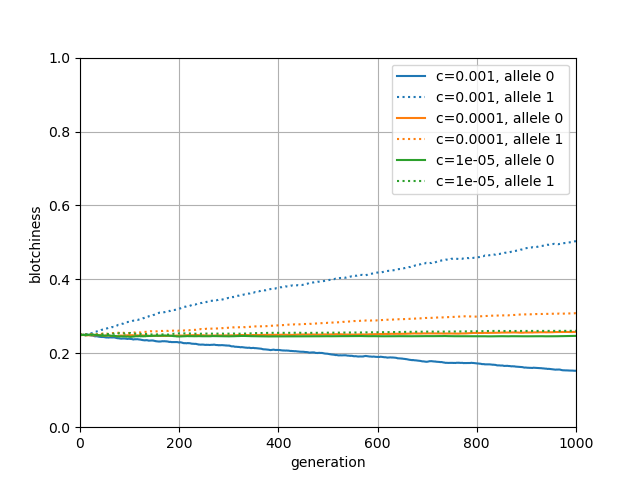 1.0
0.8
0.6
0.4
0.2
0.0
blotchiness
0
200
400
600
800
1000
generation
c=0.001, allele 0
c=0.001, allele 1
c=0.0001, allele 0
c=0.0001, allele 1
c=1e-05, allele 0
c=1e-05, allele 1